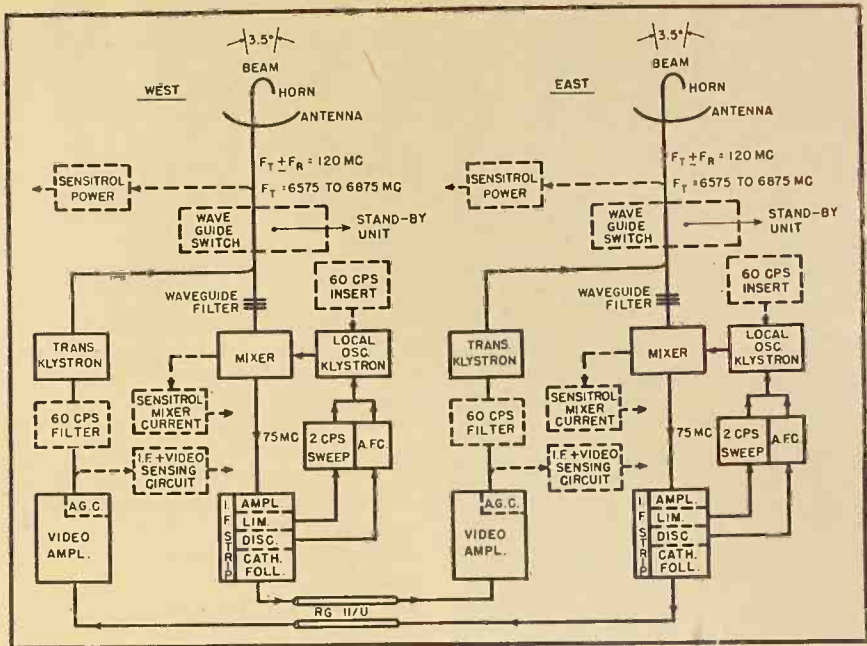 3.5°
BEAM
HORN
WEST
ANTENNA
F_T ± F_R = 120 MC
SENSITROL
POWER
F_T = 6575 TO 6875 MC
WAVE
GUIDE
SWITCH
STAND-BY
UNIT
60 CPS
INSERT
WAVEGUIDE
FILTER
TRANS.
KLYSTRON
MIXER
LOCAL
OSC.
KLYSTRON
SENSITROL
MIXER
CURRENT
60 CPS
FILTER
75 MC
2 CPS
SWEEP
A.F.C.
I.F. + VIDEO
SENSING
CIRCUIT
A.G.C.
VIDEO
AMPL.
I.F STRIP
AMPL.
LIM.
DISC.
CATH.
FOLL.
3.5°
BEAM
HORN
EAST
ANTENNA
F_T ± F_R = 120 MC
SENSITROL
POWER
F_T = 6575 TO 6875 MC
WAVE
GUIDE
SWITCH
STAND-BY
UNIT
60 CPS
INSERT
WAVEGUIDE
FILTER
TRANS.
KLYSTRON
MIXER
LOCAL
OSC.
KLYSTRON
SENSITROL
MIXER
CURRENT
60 CPS
FILTER
75 MC
2 CPS
SWEEP
A.F.C.
I.F. + VIDEO
SENSING
CIRCUIT
A.G.C.
VIDEO
AMPL.
I.F STRIP
AMPL.
LIM.
DISC.
CATH.
FOLL.
RG 11/U